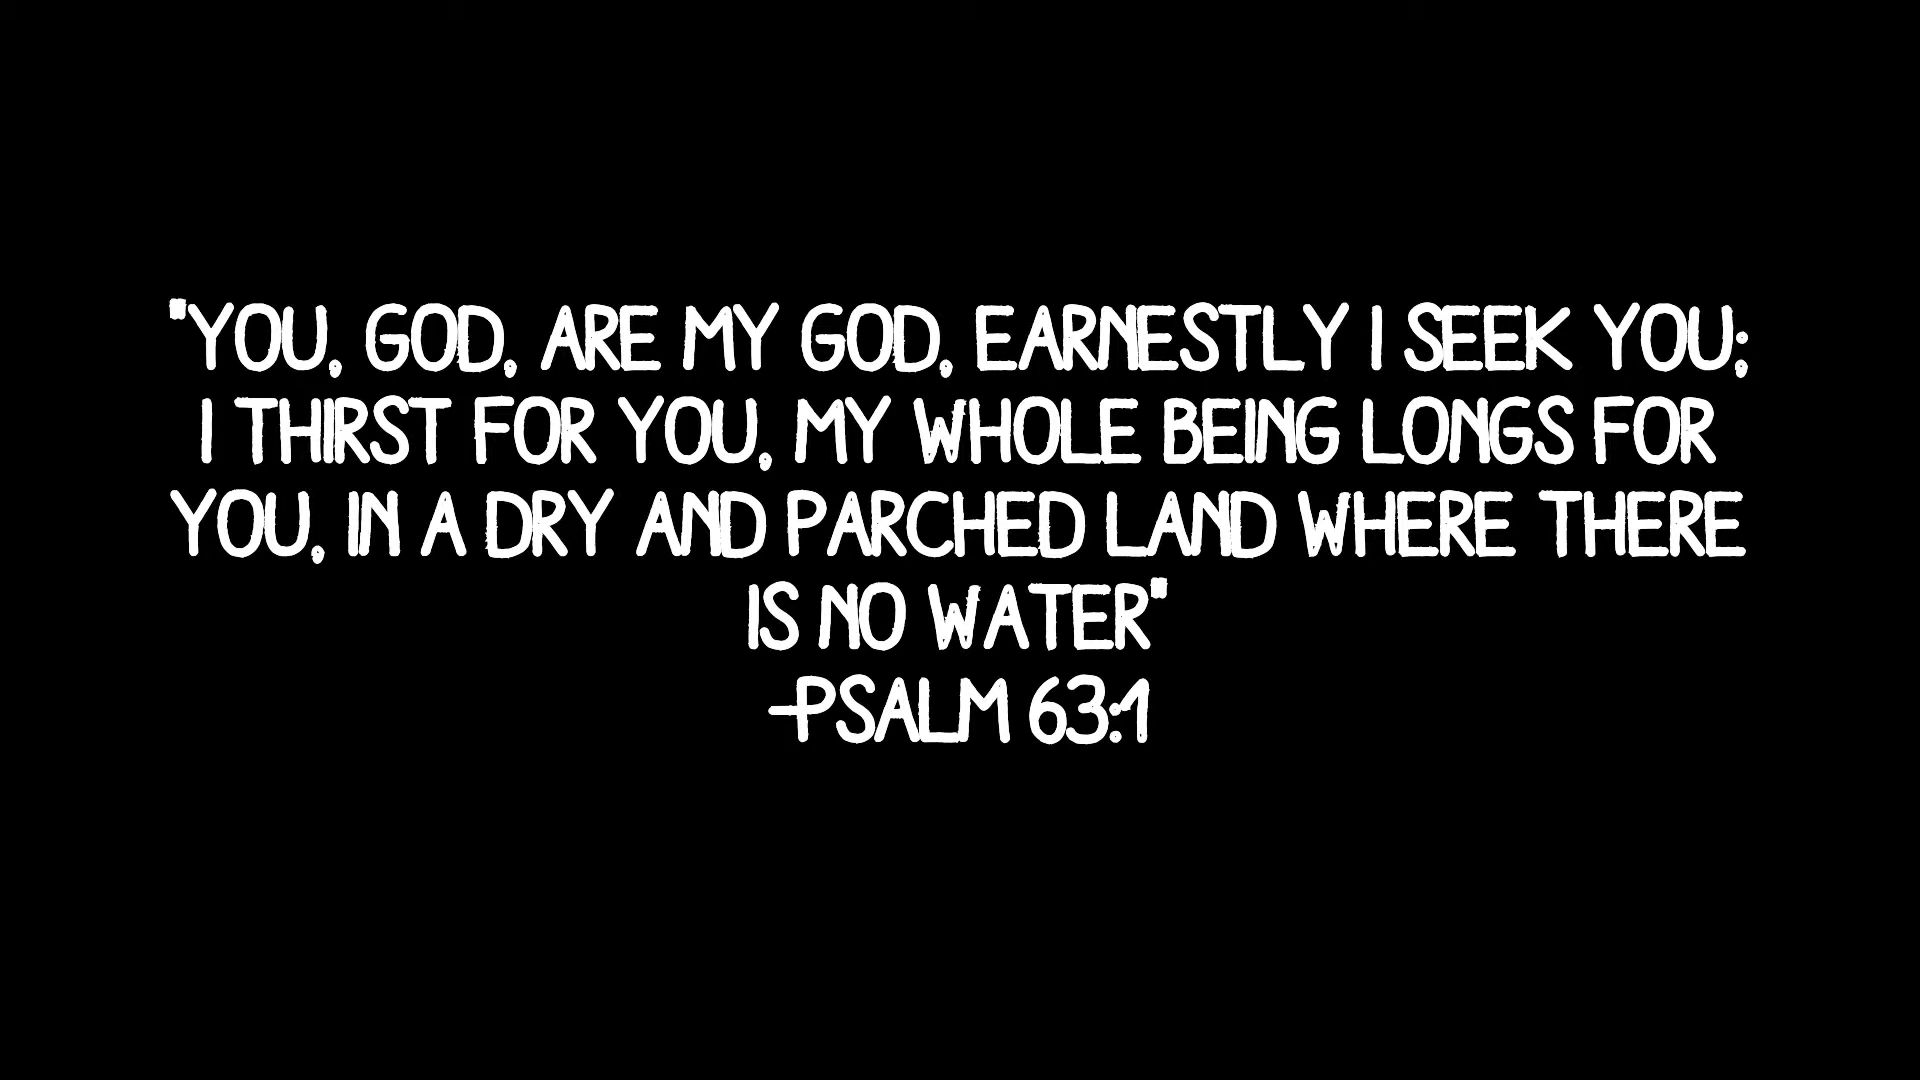 "YOU, GOD, ARE MY GOD, EARNESTLY I SEEK YOU;
I THIRST FOR YOU, MY WHOLE BEING LONGS FOR
YOU, IN A DRY AND PARCHED LAND WHERE THERE
IS NO WATER"
-PSALM 63:1